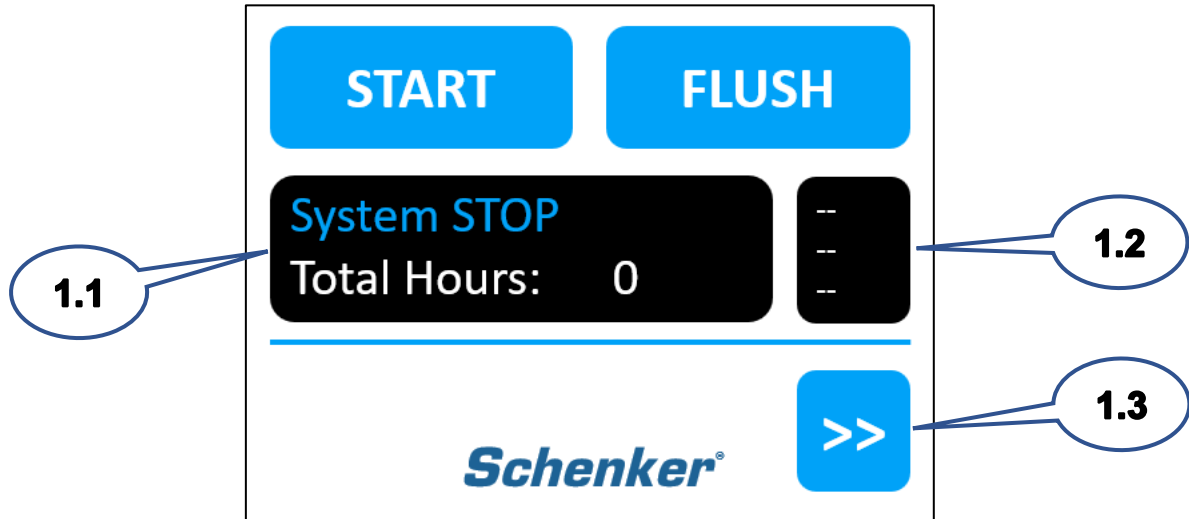 START FLUSH
System STOP
Total Hours: 0
--
--
--
1.1
1.2
1.3
>>
Schenker®